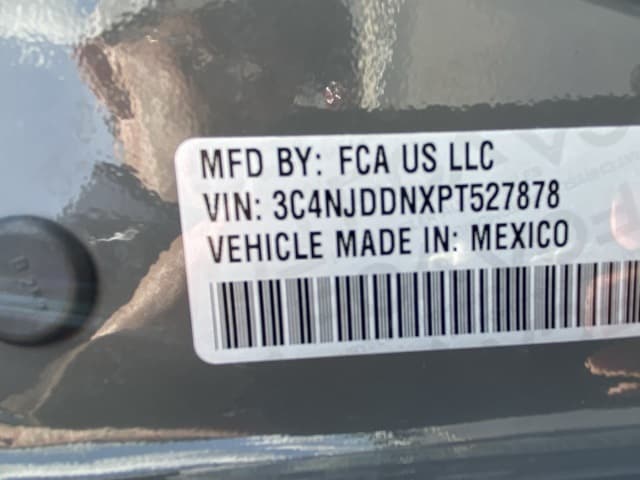 MFD BY: FCA US LLC
VIN: 3C4NJDDNXPT527878
VEHICLE MADE IN: MEXICO